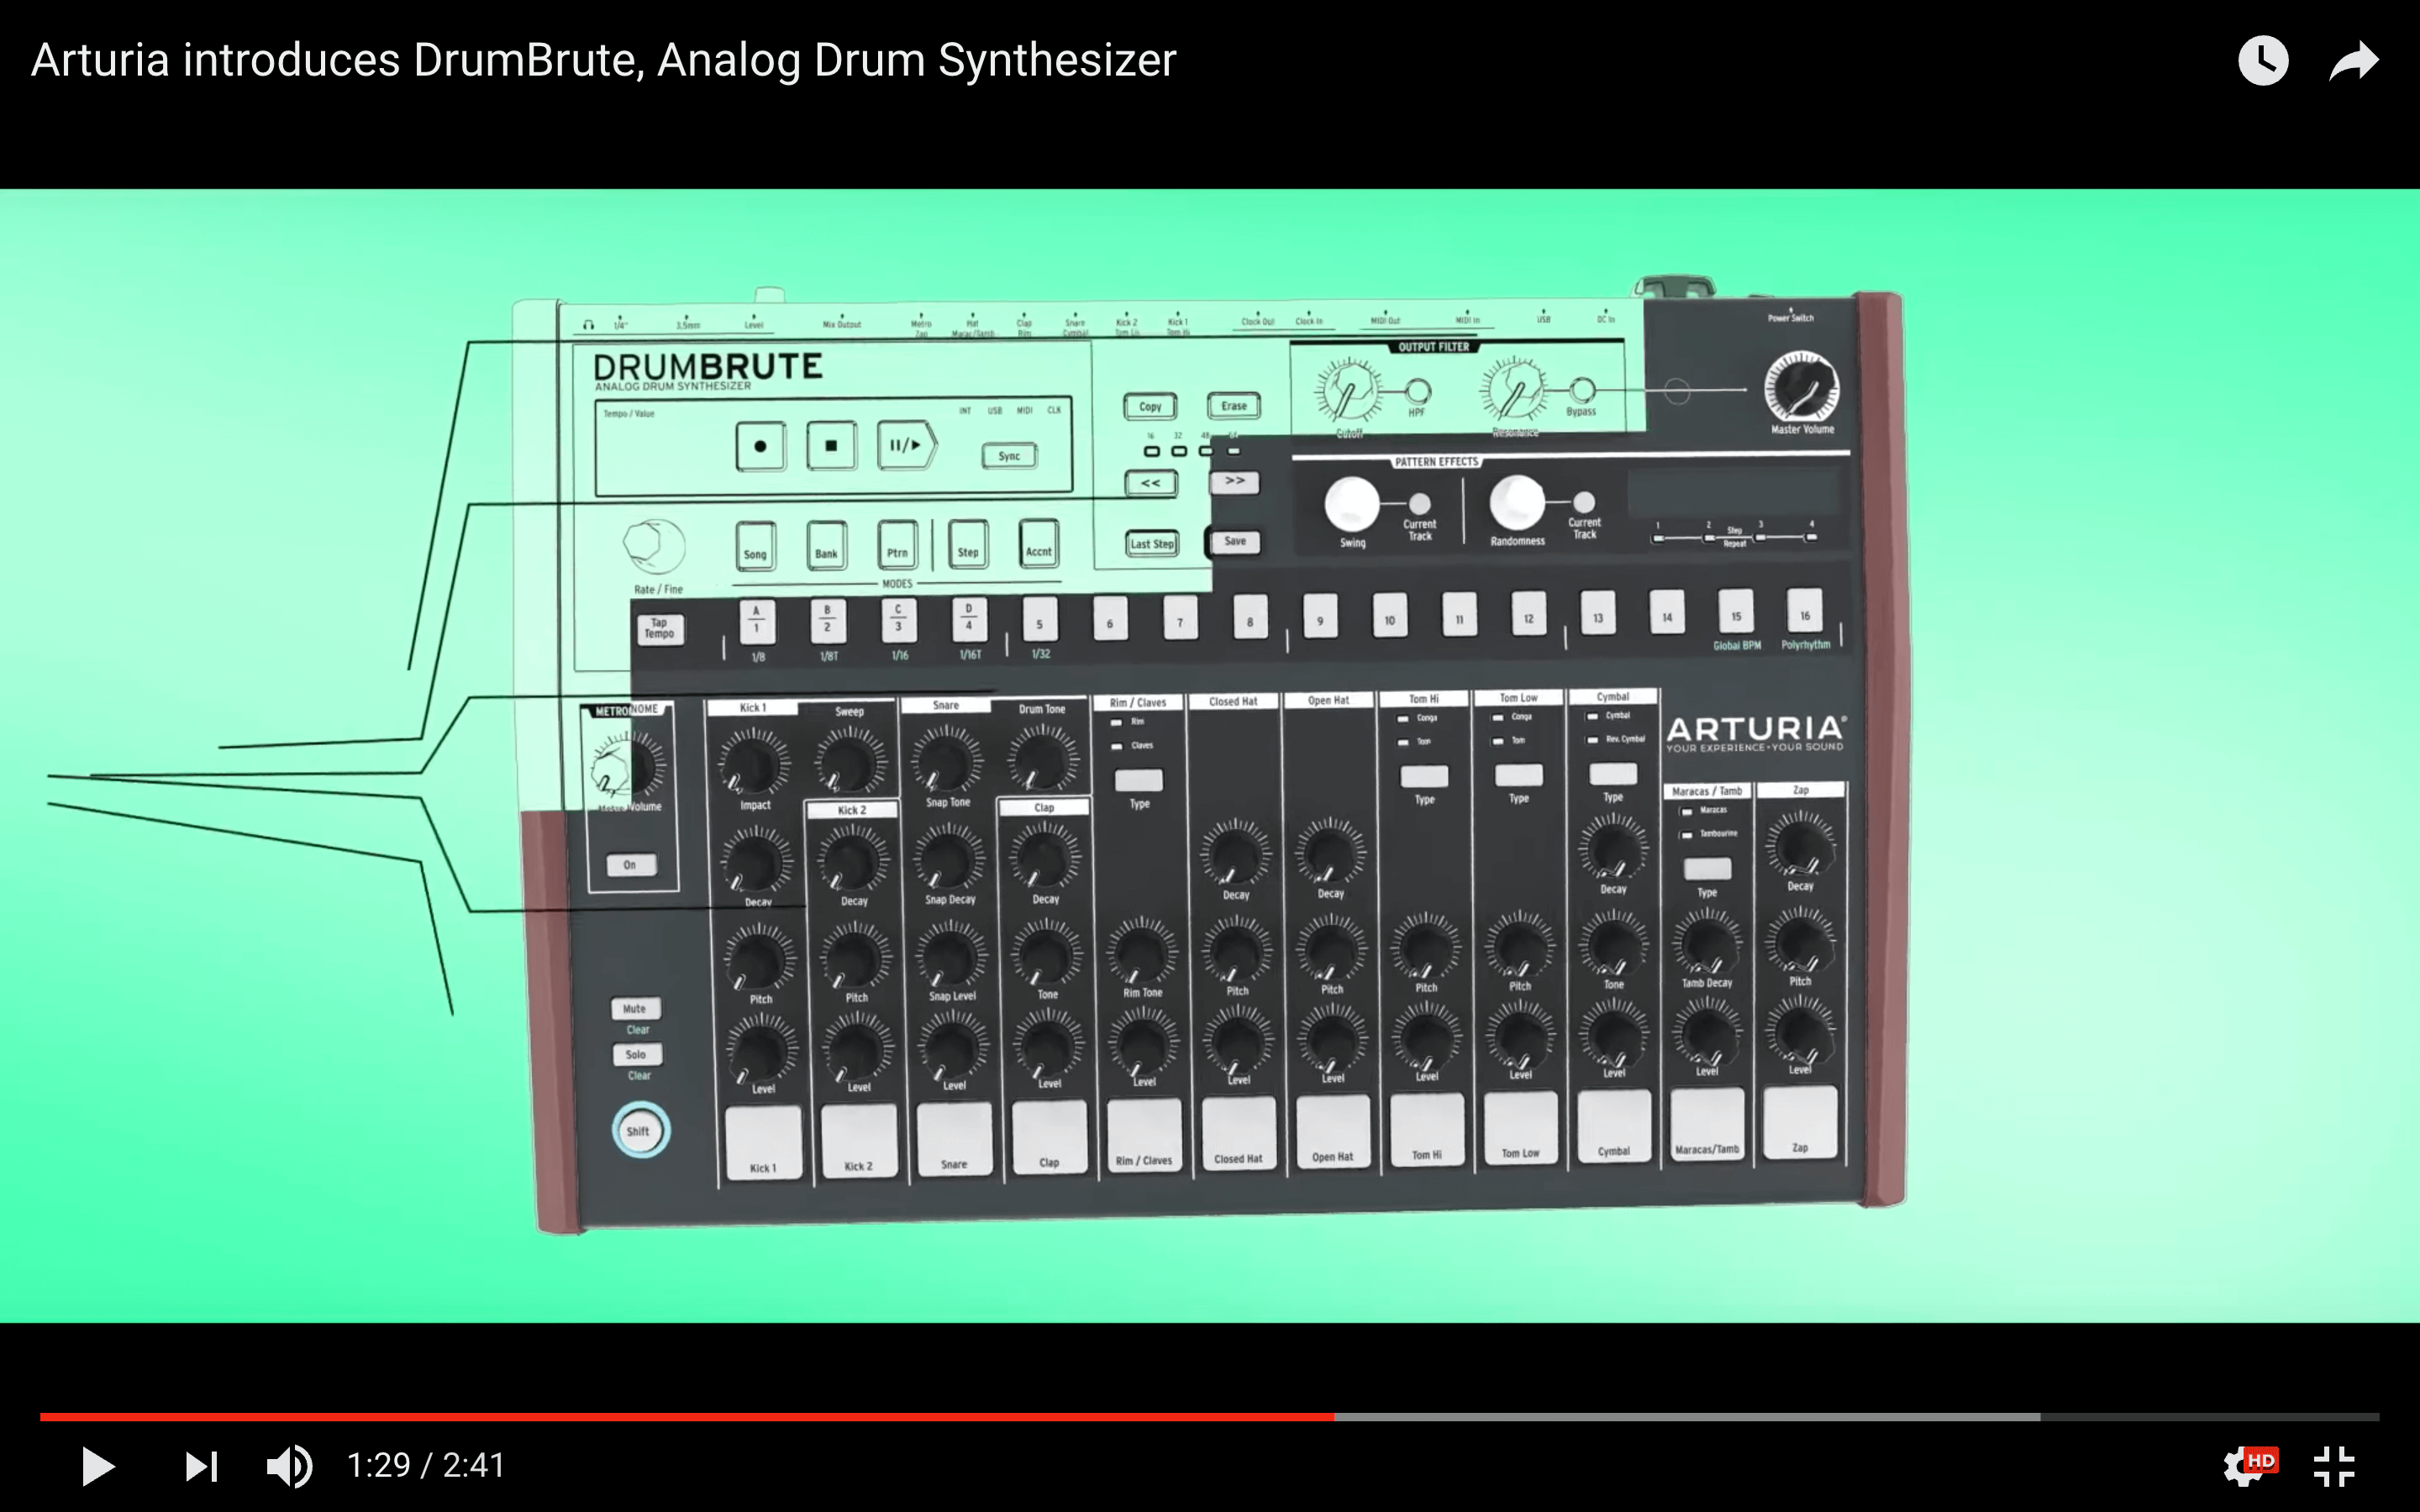 Arturia introduces DrumBrute, Analog Drum Synthesizer
1/4" 3,5mm Level Mix Output Metro Hat Clap Snare Kick 2 Kick 1 Clock Out Clock In MIDI Out MIDI In USB DC In Power Switch
Zap Marac/Tamb Rim Cymbal Tom Lo Tom Hi
OUTPUT FILTER
DRUMBRUTE
ANALOG DRUM SYNTHESIZER
Tempo / Value INT USB MIDI CLK
Copy Erase
HPF Bypass
Cutoff Resonance Master Volume
16 32 48 64
Sync
PATTERN EFFECTS
<< >>
Current Track Current Track
Swing Randomness
1 2 3 4
Step
Repeat
Song Bank Ptrn Step Accnt
Last Step Save
MODES
Rate / Fine
Tap
Tempo
A B C D
1 2 3 4 5 6 7 8 9 10 11 12 13 14 15 16
1/8 1/8T 1/16 1/16T 1/32 Global BPM Polyrhythm
METRONOME
Kick 1 Sweep Snare Drum Tone Rim / Claves Closed Hat Open Hat Tom Hi Tom Low Cymbal
Rim Conga Conga Cymbal
Claves Tom Tom Rev. Cymbal
ARTURIA®
YOUR EXPERIENCE•YOUR SOUND
Metro Volume
Impact Snap Tone Type Type Type Type
Kick 2 Clap
Maracas / Tamb Zap
Maracas
Tambourine
On
Decay Decay Snap Decay Decay Decay Decay Decay Type Decay
Pitch Pitch Snap Level Tone Rim Tone Pitch Pitch Pitch Pitch Tone Tamb Decay Pitch
Mute
Clear
Solo
Clear
Level Level Level Level Level Level Level Level Level Level Level Level
Shift
Kick 1 Kick 2 Snare Clap Rim / Claves Closed Hat Open Hat Tom Hi Tom Low Cymbal Maracas/Tamb Zap
1:29 / 2:41
HD